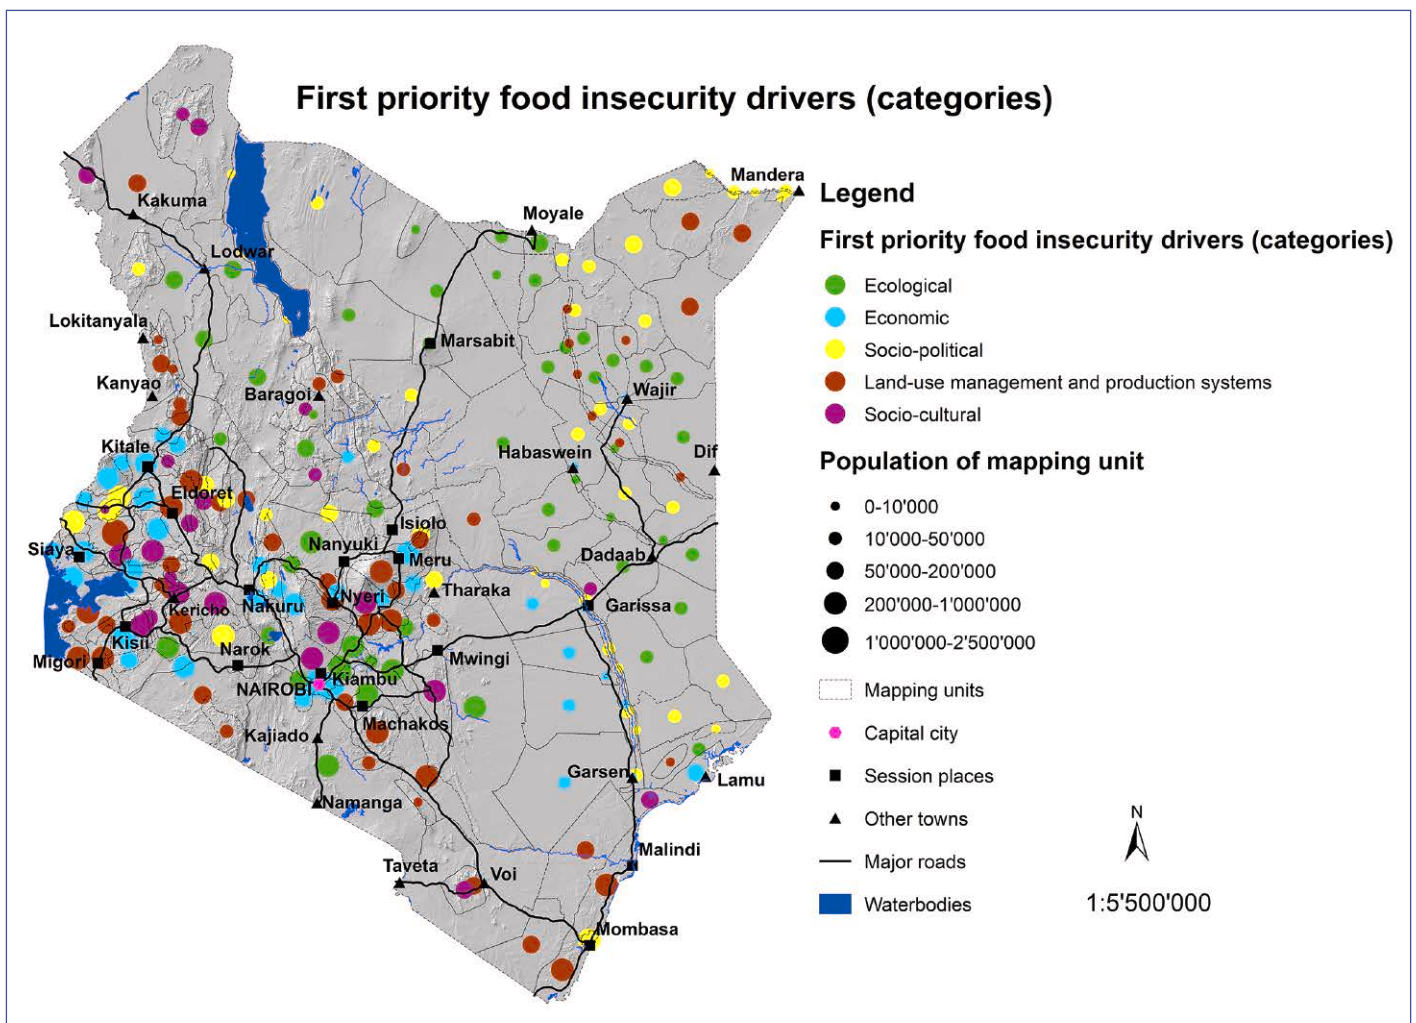 First priority food insecurity drivers (categories)
Mandera
Kakuma
Moyale
Lodwar
Lokitanyala
Marsabit
Kanyao
Baragoi
Wajir
Kitale
Habaswein
Dif
Eldoret
Isiolo
Siaya
Nanyuki
Meru
Dadaab
Tharaka
Nakuru
Nyeri
Kericho
Garissa
Kisii
Narok
Mwingi
Migori
NAIROBI
Kiambu
Machakos
Kajiado
Garsen
Lamu
Namanga
Malindi
Taveta
Voi
Mombasa
Legend
First priority food insecurity drivers (categories)
Ecological
Economic
Socio-political
Land-use management and production systems
Socio-cultural
Population of mapping unit
0-10'000
10'000-50'000
50'000-200'000
200'000-1'000'000
1'000'000-2'500'000
Mapping units
Capital city
Session places
Other towns
Major roads
Waterbodies
N
1:5'500'000